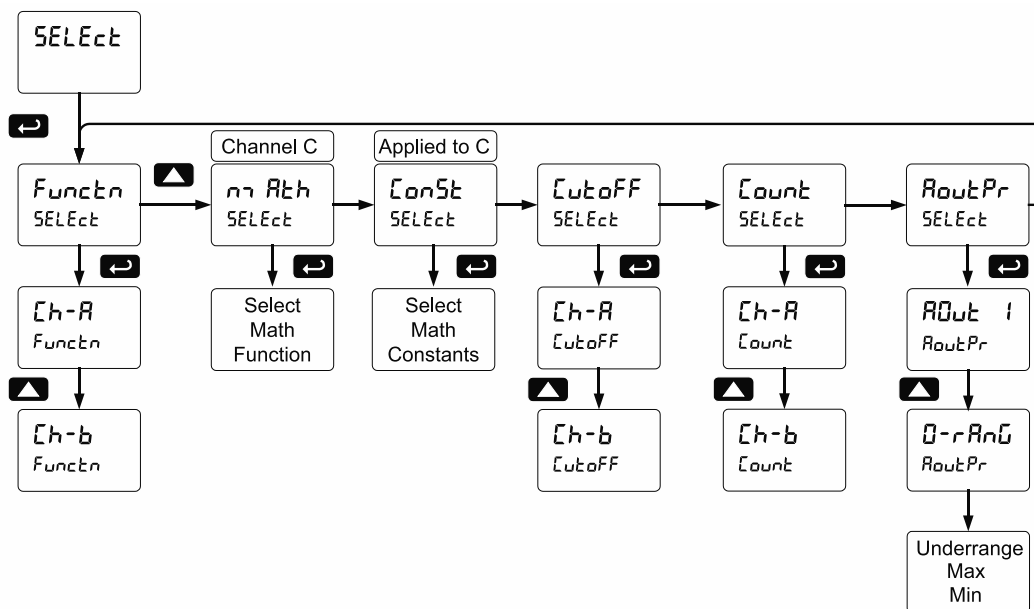 SELEct
Channel C
Applied to C
Functn
SELEct
mAth
SELEct
ConSt
SELEct
CutoFF
SELEct
Count
SELEct
AoutPr
SELEct
Ch-A
Functn
Select
Math
Function
Select
Math
Constants
Ch-A
CutoFF
Ch-A
Count
AOut 1
AoutPr
Ch-b
Functn
Ch-b
CutoFF
Ch-b
Count
O-rAnG
AoutPr
Underrange
Max
Min